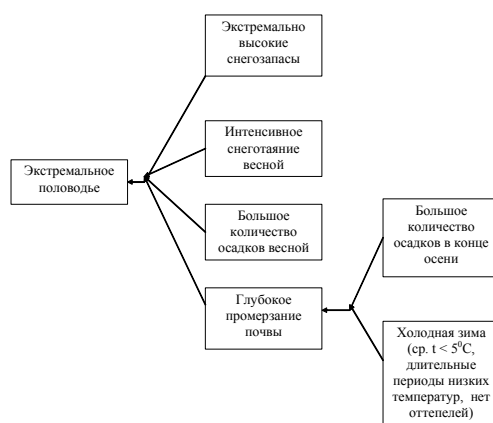 Экстремально
высокие
снегозапасы
Интенсивное
снеготаяние
весной
Экстремальное
половодье
Большое
количество
осадков весной
Большое
количество
осадков в конце
осени
Глубокое
промерзание
почвы
Холодная зима
(ср. t < 5⁰C,
длительные
периоды низких
температур, нет
оттепелей)